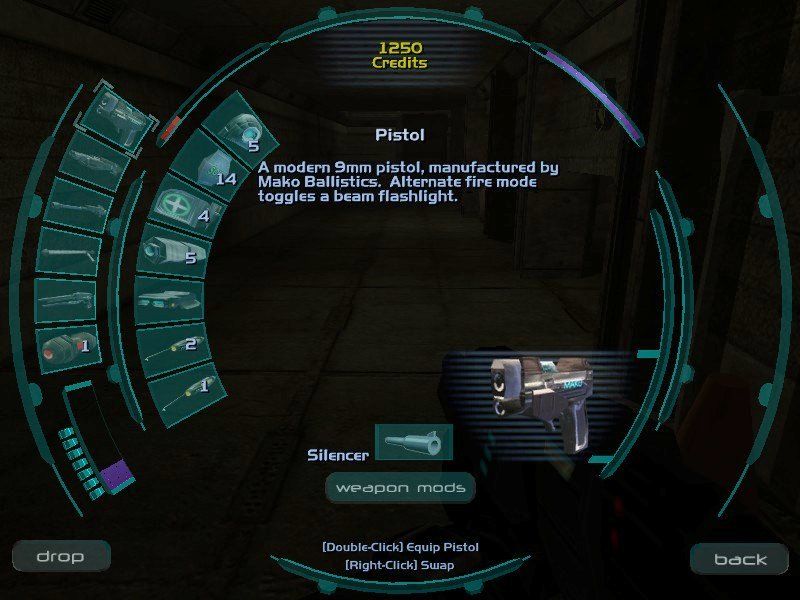 1250
Credits
Pistol
A modern 9mm pistol, manufactured by
Mako Ballistics. Alternate fire mode
toggles a beam flashlight.
5
14
4
5
1
2
1
MAKO
Silencer
weapon mods
drop
[Double-Click] Equip Pistol
[Right-Click] Swap
back